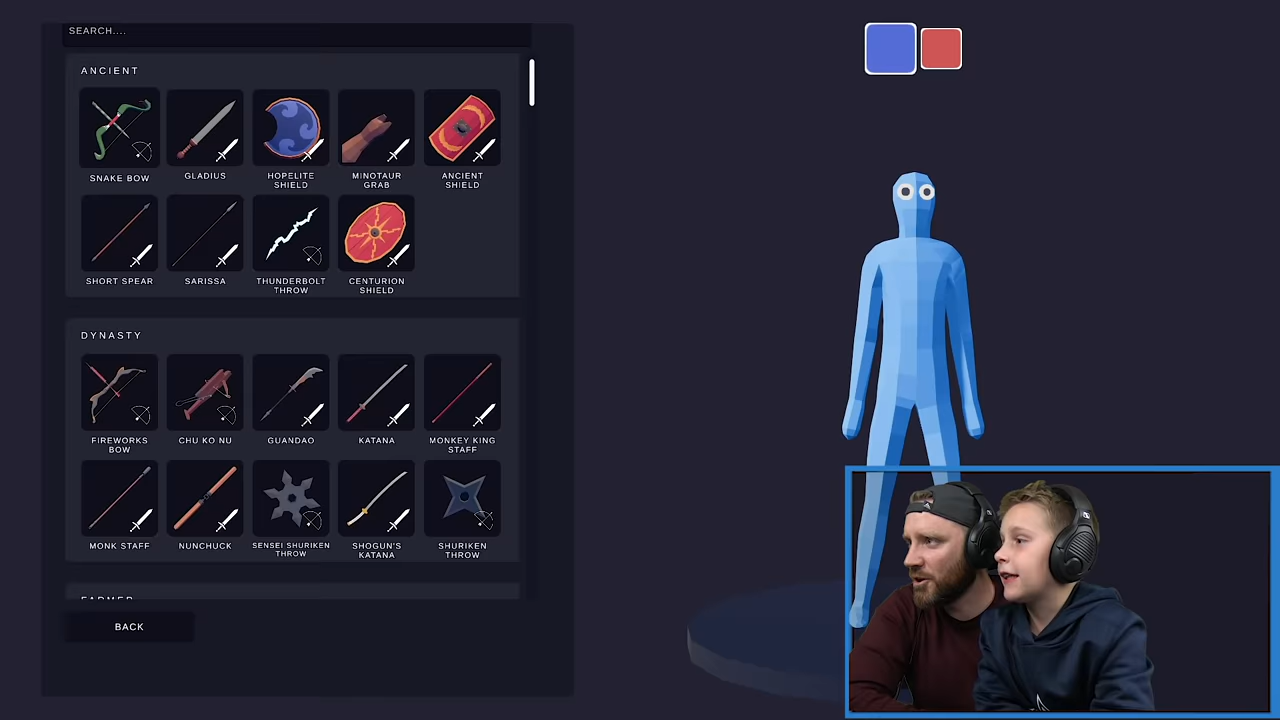 SEARCH....
ANCIENT
SNAKE BOW
GLADIUS
HOPELITE
SHIELD
MINOTAUR
GRAB
ANCIENT
SHIELD
SHORT SPEAR
SARISSA
THUNDERBOLT
THROW
CENTURION
SHIELD
DYNASTY
FIREWORKS
BOW
CHU KO NU
GUANDAO
KATANA
MONKEY KING
STAFF
MONK STAFF
NUNCHUCK
SENSEI SHURIKEN
THROW
SHOGUN'S
KATANA
SHURIKEN
THROW
FARMER
BACK